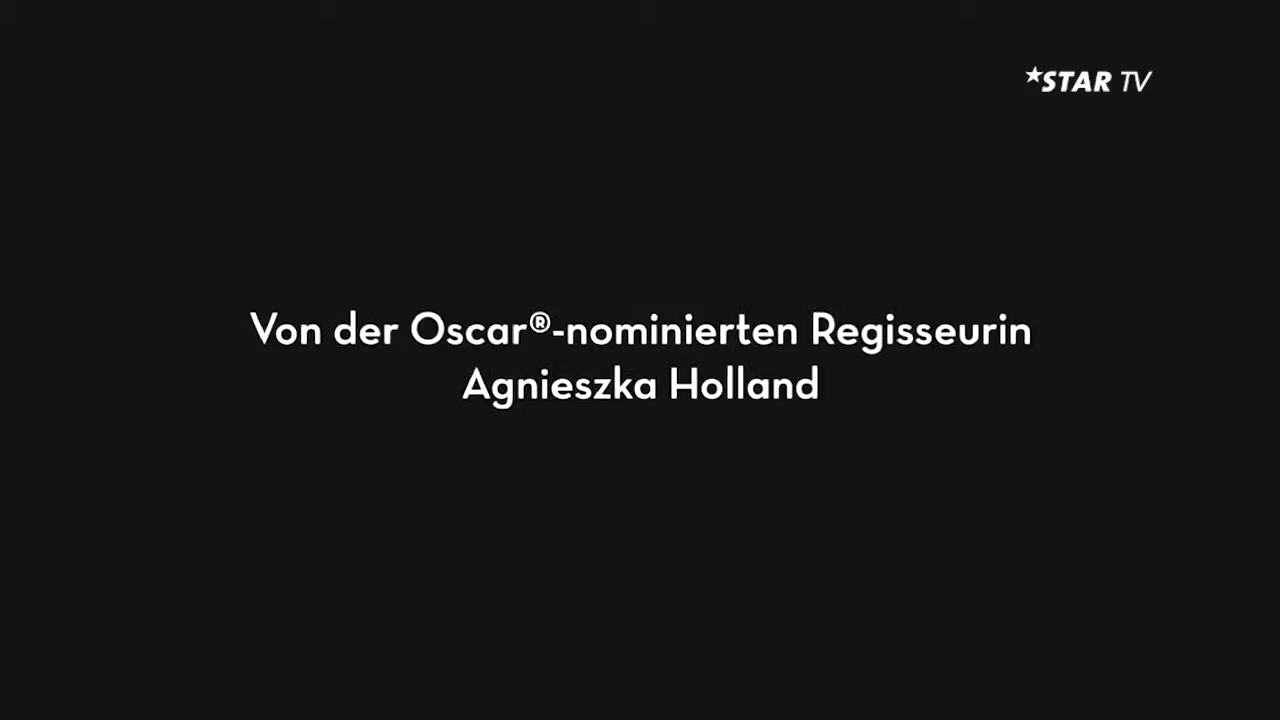 *STAR TV
Von der Oscar®-nominierten Regisseurin
Agnieszka Holland